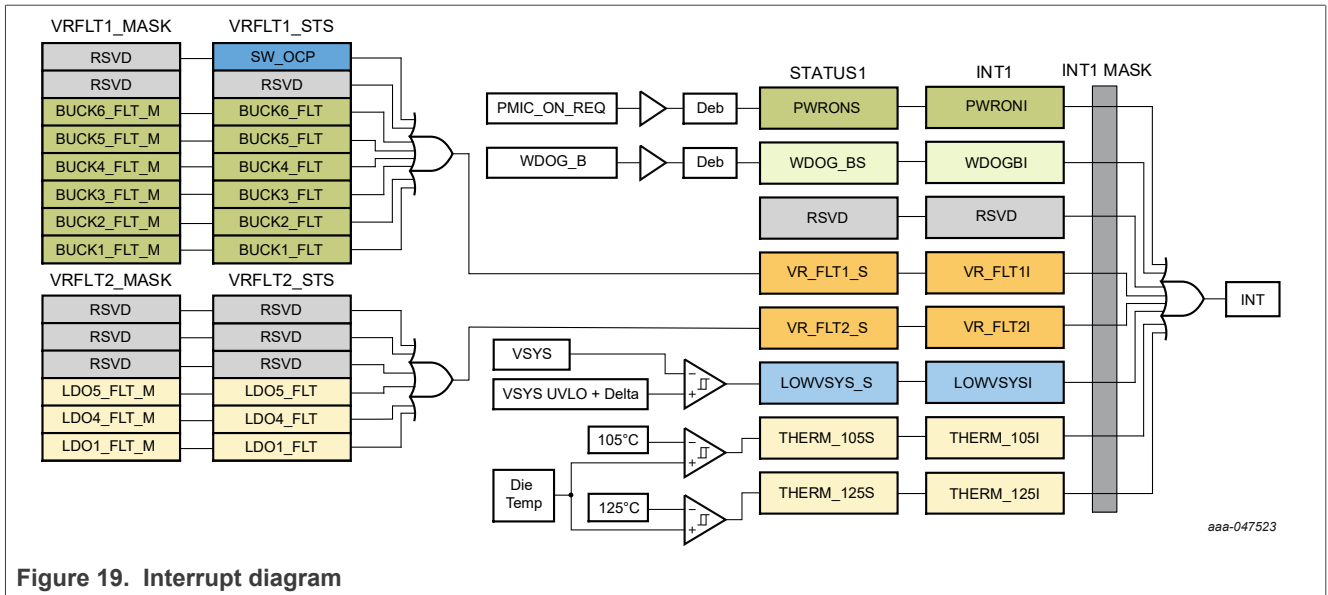 VRFLT1_MASK VRFLT1_STS
RSVD SW_OCP
RSVD RSVD
BUCK6_FLT_M BUCK6_FLT
BUCK5_FLT_M BUCK5_FLT
BUCK4_FLT_M BUCK4_FLT
BUCK3_FLT_M BUCK3_FLT
BUCK2_FLT_M BUCK2_FLT
BUCK1_FLT_M BUCK1_FLT
VRFLT2_MASK VRFLT2_STS
RSVD RSVD
RSVD RSVD
RSVD RSVD
LDO5_FLT_M LDO5_FLT
LDO4_FLT_M LDO4_FLT
LDO1_FLT_M LDO1_FLT
STATUS1 INT1 INT1 MASK
PMIC_ON_REQ Deb PWRONS PWRONI
WDOG_B Deb WDOG_BS WDOGBI
RSVD RSVD
VR_FLT1_S VR_FLT1I
INT
VR_FLT2_S VR_FLT2I
VSYS
−
VSYS UVLO + Delta
+
LOWVSYS_S LOWVSYSI
105°C
−
+
THERM_105S THERM_105I
Die
Temp
125°C
−
+
THERM_125S THERM_125I
aaa-047523
Figure 19. Interrupt diagram